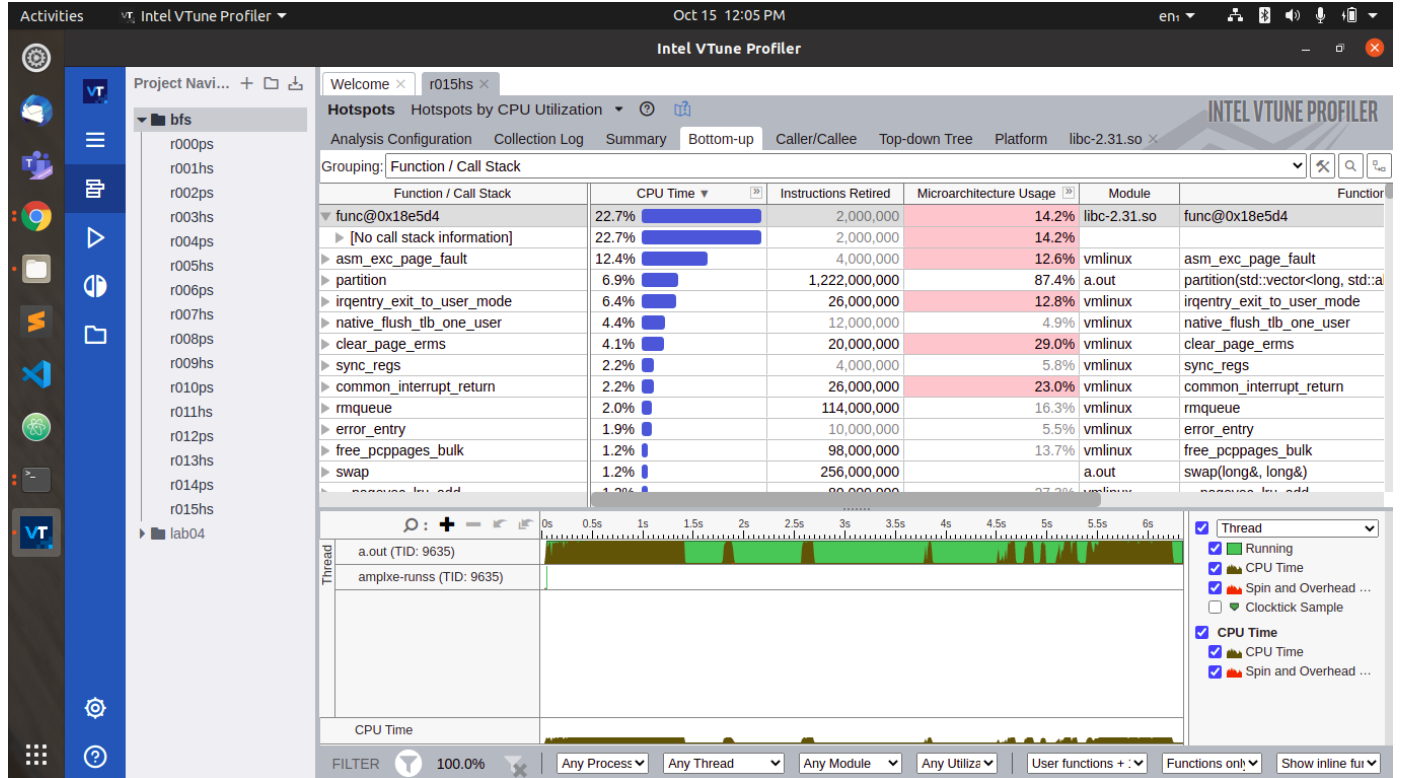 Activities Intel VTune Profiler Oct 15 12:05 PM en₁
Intel VTune Profiler
VT Project Navi...
bfs
r000ps
r001hs
r002ps
r003hs
r004ps
r005hs
r006ps
r007hs
r008ps
r009hs
r010ps
r011hs
r012ps
r013hs
r014ps
r015hs
lab04
Welcome r015hs
Hotspots Hotspots by CPU Utilization INTEL VTUNE PROFILER
Analysis Configuration Collection Log Summary Bottom-up Caller/Callee Top-down Tree Platform libc-2.31.so
Grouping: Function / Call Stack
Function / Call Stack CPU Time Instructions Retired Microarchitecture Usage Module Function
func@0x18e5d4 22.7% 2,000,000 14.2% libc-2.31.so func@0x18e5d4
[No call stack information] 22.7% 2,000,000 14.2%
asm_exc_page_fault 12.4% 4,000,000 12.6% vmlinux asm_exc_page_fault
partition 6.9% 1,222,000,000 87.4% a.out partition(std::vector<long, std::al
irqentry_exit_to_user_mode 6.4% 26,000,000 12.8% vmlinux irqentry_exit_to_user_mode
native_flush_tlb_one_user 4.4% 12,000,000 4.9% vmlinux native_flush_tlb_one_user
clear_page_erms 4.1% 20,000,000 29.0% vmlinux clear_page_erms
sync_regs 2.2% 4,000,000 5.8% vmlinux sync_regs
common_interrupt_return 2.2% 26,000,000 23.0% vmlinux common_interrupt_return
rmqueue 2.0% 114,000,000 16.3% vmlinux rmqueue
error_entry 1.9% 10,000,000 5.5% vmlinux error_entry
free_pcppages_bulk 1.2% 98,000,000 13.7% vmlinux free_pcppages_bulk
swap 1.2% 256,000,000 a.out swap(long&, long&)
0s 0.5s 1s 1.5s 2s 2.5s 3s 3.5s 4s 4.5s 5s 5.5s 6s
Thread
a.out (TID: 9635)
amplxe-runss (TID: 9635)
CPU Time
Thread
Running
CPU Time
Spin and Overhead ...
Clocktick Sample
CPU Time
CPU Time
Spin and Overhead ...
FILTER 100.0% Any Process Any Thread Any Module Any Utiliza User functions + Functions only Show inline fun
VT